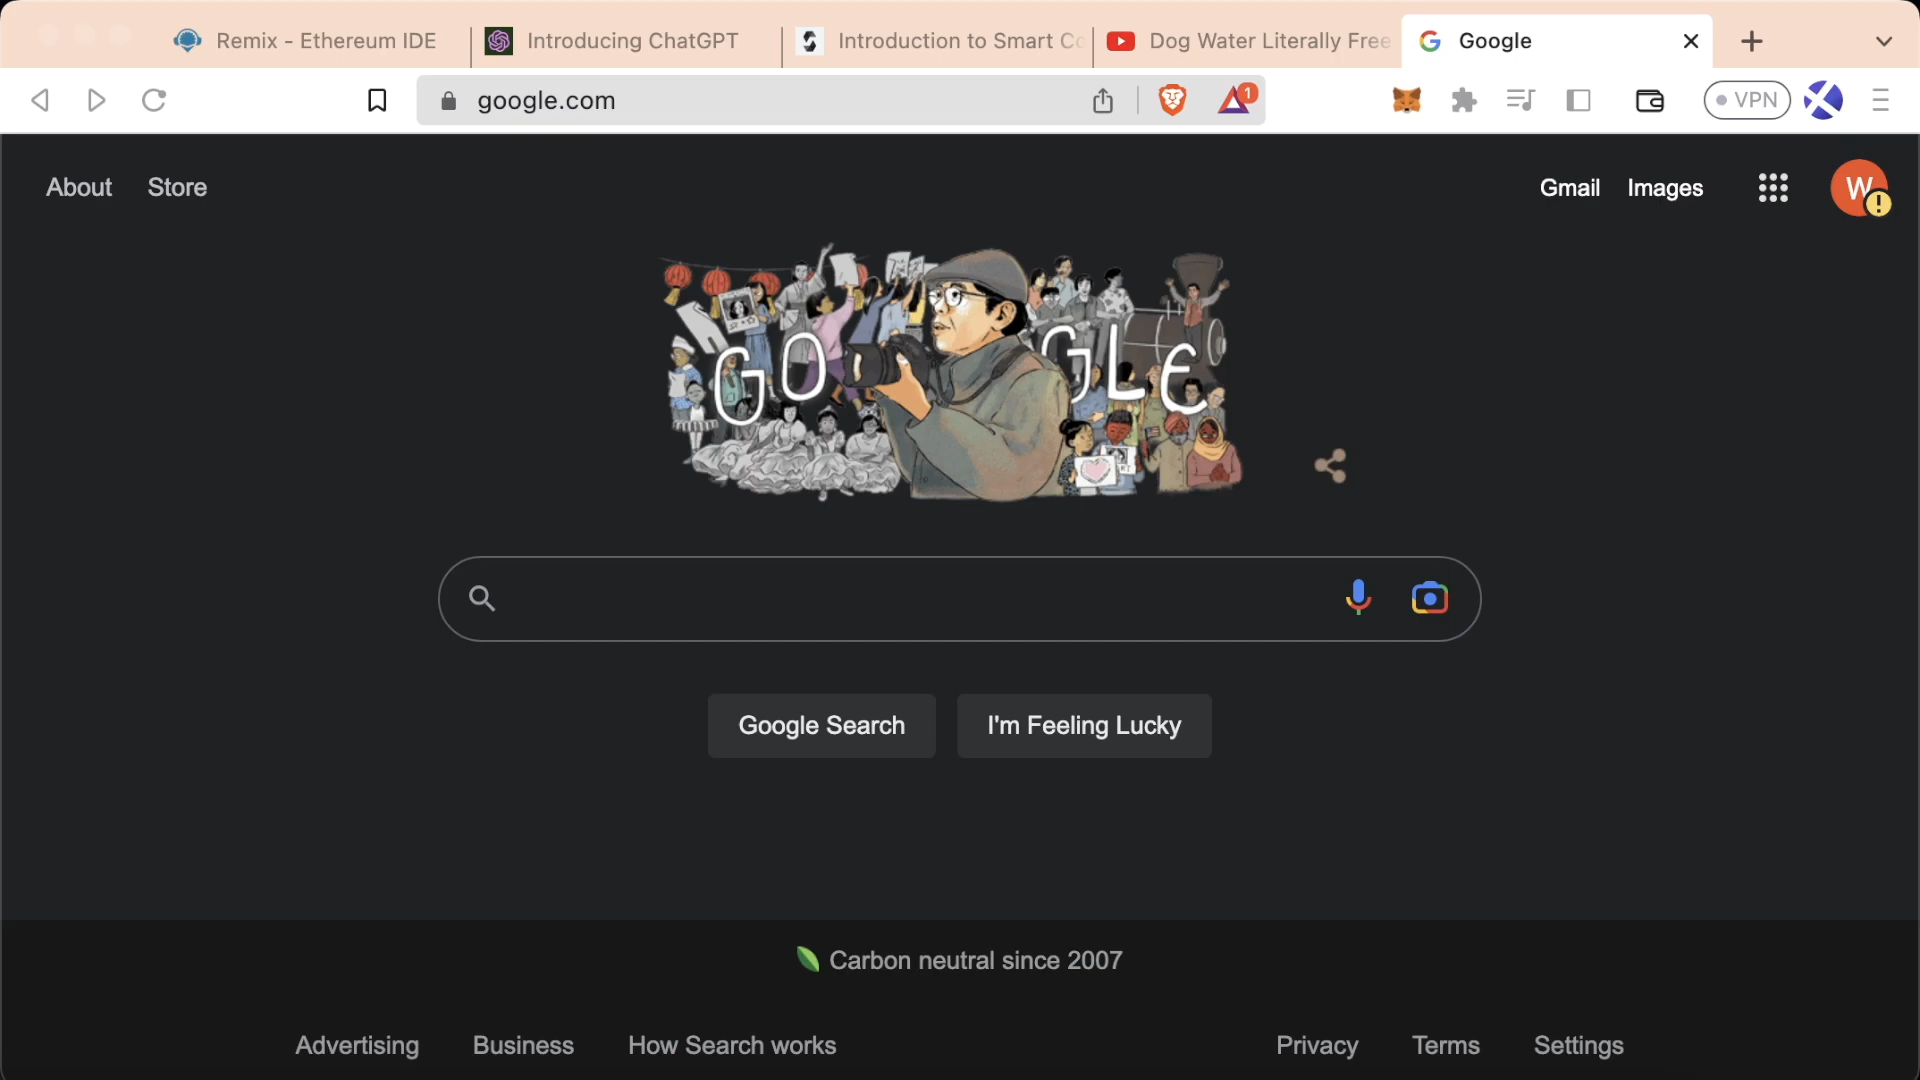 Remix - Ethereum IDE
Introducing ChatGPT
Introduction to Smart Co
Dog Water Literally Free
Google
google.com
1
VPN
About
Store
Gmail
Images
W
!
GO GLE
Google Search
I'm Feeling Lucky
Carbon neutral since 2007
Advertising
Business
How Search works
Privacy
Terms
Settings